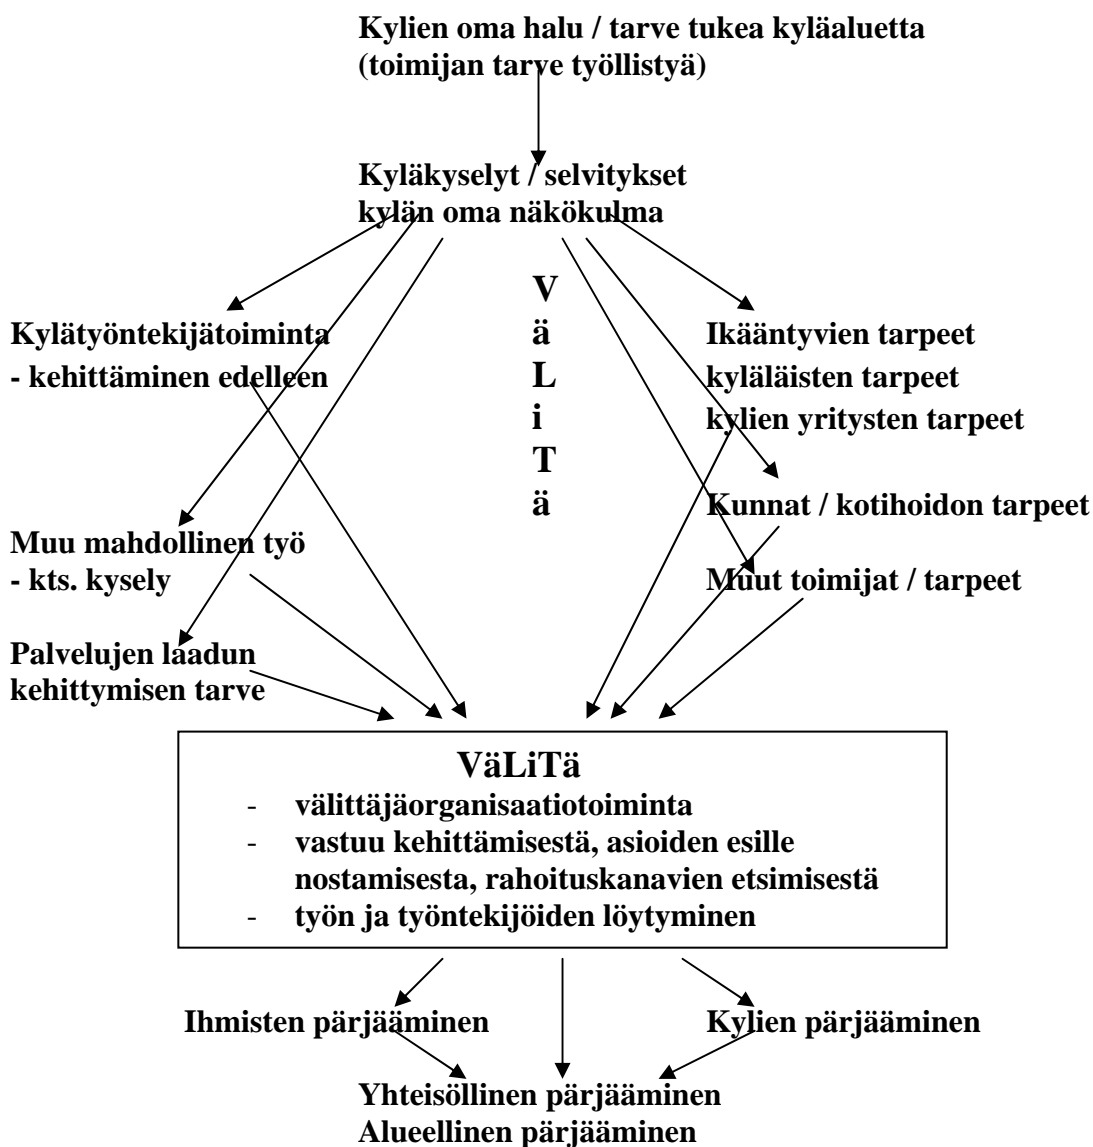 Kylien oma halu / tarve tukea kyläaluetta
(toimijan tarve työllistyä)
Kyläkyselyt / selvitykset
kylän oma näkökulma
V
ä
L
i
T
ä
Kylätyöntekijätoiminta
- kehittäminen edelleen
Muu mahdollinen työ
- kts. kysely
Palvelujen laadun
kehittymisen tarve
Ikääntyvien tarpeet
kyläläisten tarpeet
kylien yritysten tarpeet
Kunnat / kotihoidon tarpeet
Muut toimijat / tarpeet
VäLiTä
- välittäjäorganisaatiotoiminta
- vastuu kehittämisestä, asioiden esille
nostamisesta, rahoituskanavien etsimisestä
- työn ja työntekijöiden löytyminen
Ihmisten pärjääminen
Kylien pärjääminen
Yhteisöllinen pärjääminen
Alueellinen pärjääminen